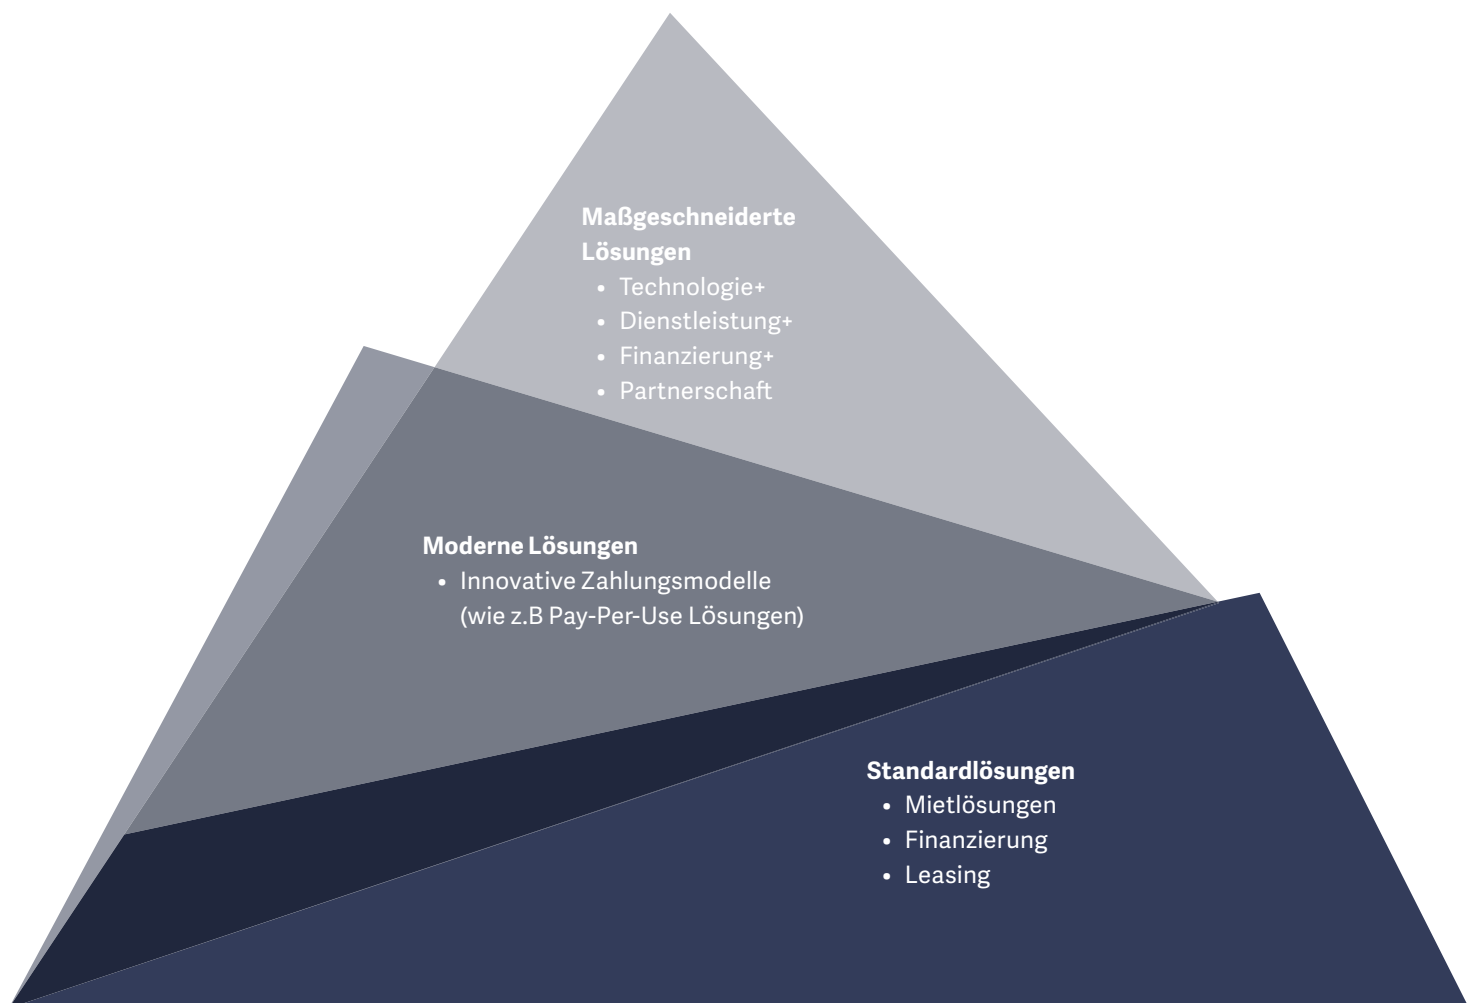 Maßgeschneiderte
Lösungen
• Technologie+
• Dienstleistung+
• Finanzierung+
• Partnerschaft
Moderne Lösungen
• Innovative Zahlungsmodelle
(wie z.B Pay-Per-Use Lösungen)
Standardlösungen
• Mietlösungen
• Finanzierung
• Leasing